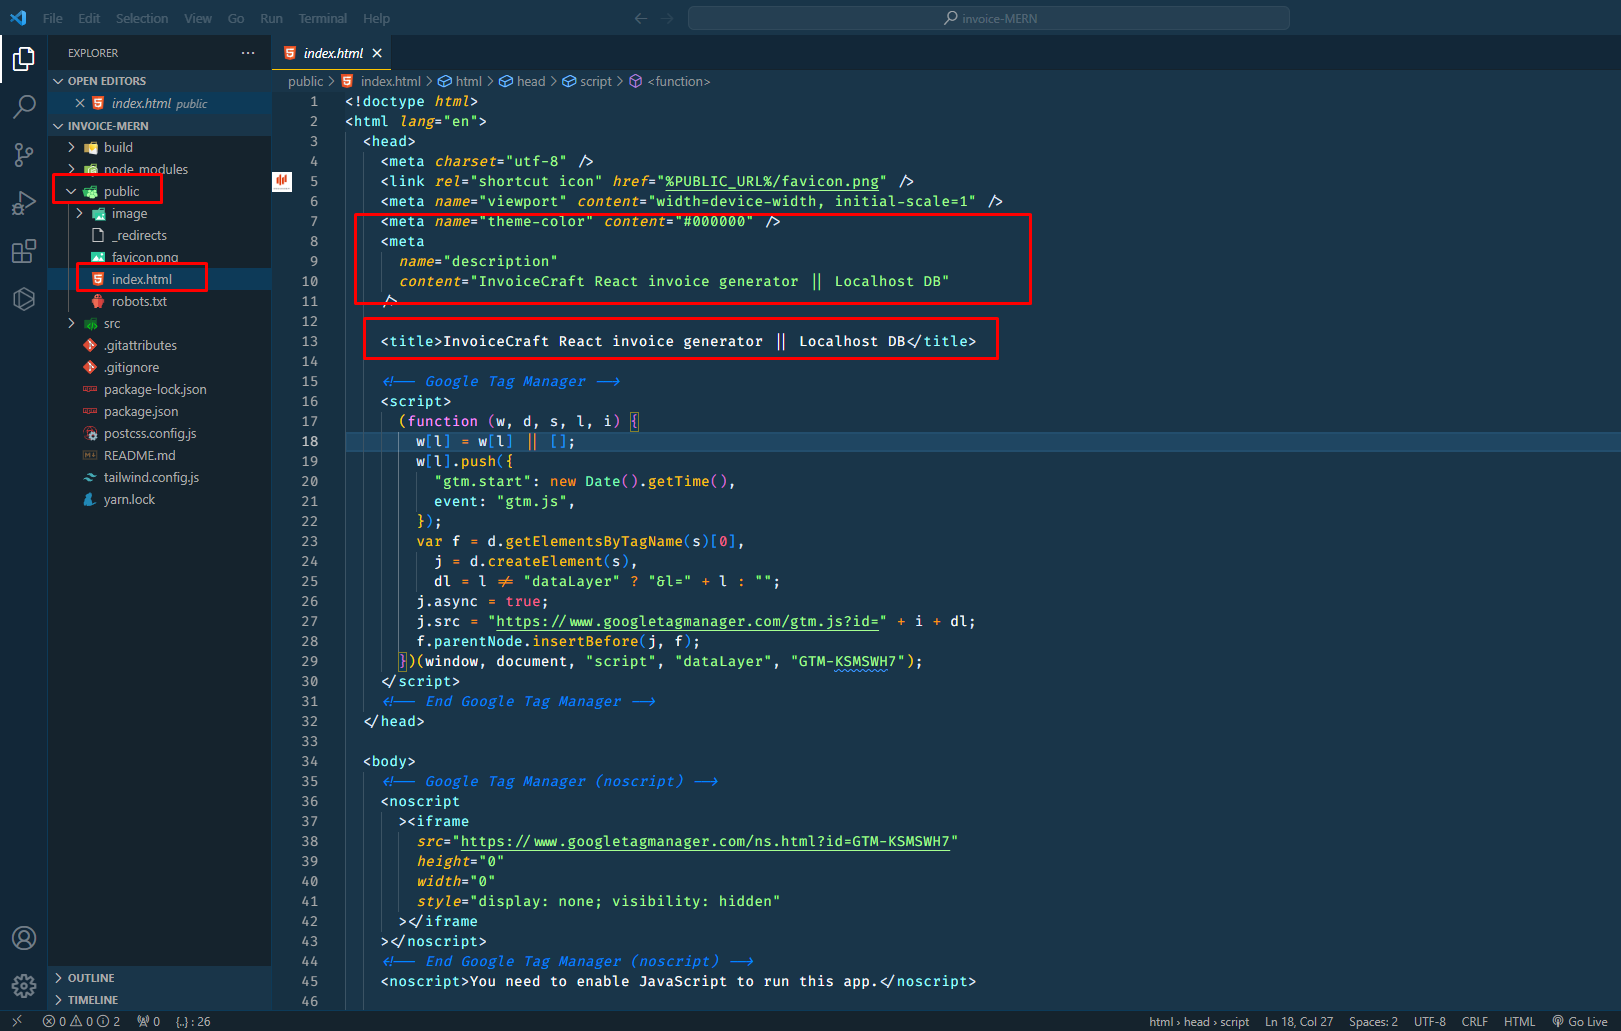 File Edit Selection View Go Run Terminal Help
invoice-MERN
EXPLORER
OPEN EDITORS
index.html public
INVOICE-MERN
build
node_modules
public
image
_redirects
favicon.png
index.html
robots.txt
src
.gitattributes
.gitignore
package-lock.json
package.json
postcss.config.js
README.md
tailwind.config.js
yarn.lock
OUTLINE
TIMELINE
index.html
public > index.html > html > head > script > <function>
1 <!doctype html>
2 <html lang="en">
3 <head>
4 <meta charset="utf-8" />
5 <link rel="shortcut icon" href="%PUBLIC_URL%/favicon.png" />
6 <meta name="viewport" content="width=device-width, initial-scale=1" />
7 <meta name="theme-color" content="#000000" />
8 <meta
9 name="description"
10 content="InvoiceCraft React invoice generator || Localhost DB"
11 />
12
13 <title>InvoiceCraft React invoice generator || Localhost DB</title>
14
15 <!-- Google Tag Manager -->
16 <script>
17 (function (w, d, s, l, i) {
18 w[l] = w[l] || [];
19 w[l].push({
20 "gtm.start": new Date().getTime(),
21 event: "gtm.js",
22 });
23 var f = d.getElementsByTagName(s)[0],
24 j = d.createElement(s),
25 dl = l != "dataLayer" ? "&l=" + l : "";
26 j.async = true;
27 j.src = "https://www.googletagmanager.com/gtm.js?id=" + i + dl;
28 f.parentNode.insertBefore(j, f);
29 })(window, document, "script", "dataLayer", "GTM-KSMSWH7");
30 </script>
31 <!-- End Google Tag Manager -->
32 </head>
33
34 <body>
35 <!-- Google Tag Manager (noscript) -->
36 <noscript
37 ><iframe
38 src="https://www.googletagmanager.com/ns.html?id=GTM-KSMSWH7"
39 height="0"
40 width="0"
41 style="display: none; visibility: hidden"
42 ></iframe
43 ></noscript>
44 <!-- End Google Tag Manager (noscript) -->
45 <noscript>You need to enable JavaScript to run this app.</noscript>
46
0 0 2 0 {..} : 26 html › head › script Ln 18, Col 27 Spaces: 2 UTF-8 CRLF HTML Go Live